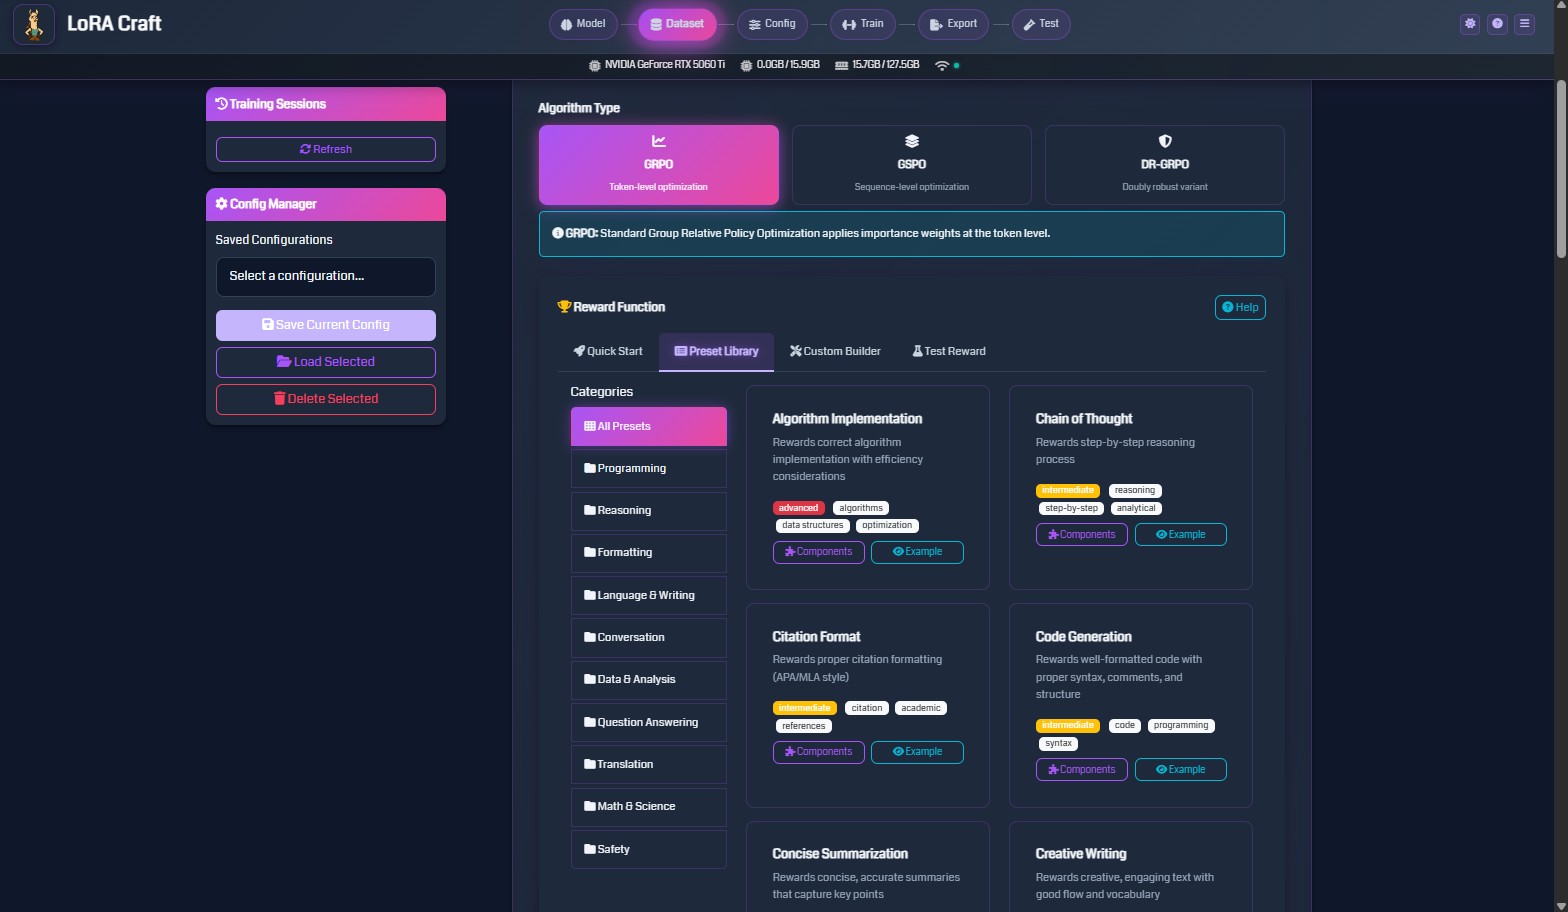 LoRA Craft
Model
Dataset
Config
Train
Export
Test
NVIDIA GeForce RTX 5060 Ti
0.0GB / 15.9GB
15.7GB / 127.5GB
Training Sessions
Refresh
Config Manager
Saved Configurations
Select a configuration...
Save Current Config
Load Selected
Delete Selected
Algorithm Type
GRPO
Token-level optimization
GSPO
Sequence-level optimization
DR-GRPO
Doubly robust variant
GRPO: Standard Group Relative Policy Optimization applies importance weights at the token level.
Reward Function
Help
Quick Start
Preset Library
Custom Builder
Test Reward
Categories
All Presets
Programming
Reasoning
Formatting
Language & Writing
Conversation
Data & Analysis
Question Answering
Translation
Math & Science
Safety
Algorithm Implementation
Rewards correct algorithm
implementation with efficiency
considerations
advanced algorithms
data structures optimization
Components Example
Chain of Thought
Rewards step-by-step reasoning
process
intermediate reasoning
step-by-step analytical
Components Example
Citation Format
Rewards proper citation formatting
(APA/MLA style)
intermediate citation academic
references
Components Example
Code Generation
Rewards well-formatted code with
proper syntax, comments, and
structure
intermediate code programming
syntax
Components Example
Concise Summarization
Rewards concise, accurate summaries
that capture key points
Creative Writing
Rewards creative, engaging text with
good flow and vocabulary